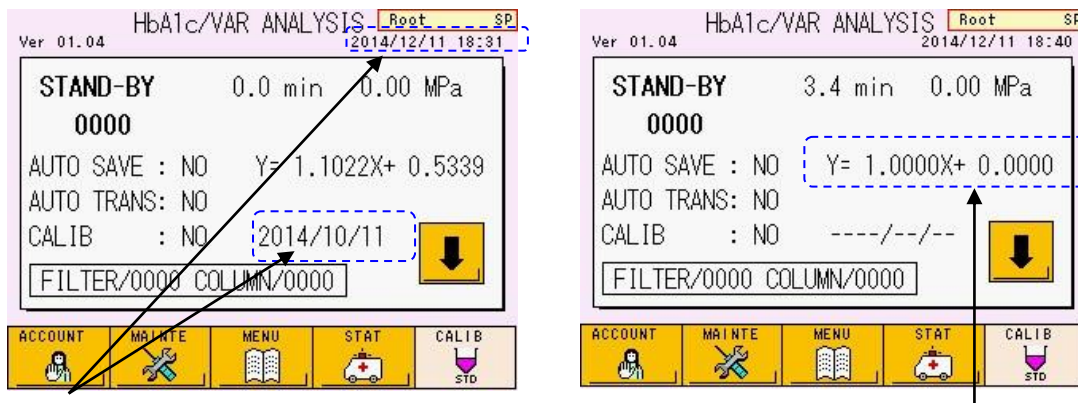 HbA1c/VAR ANALYSIS Root SP
Ver 01.04 2014/12/11 18:31
STAND-BY 0.0 min 0.00 MPa
0000
AUTO SAVE : NO Y= 1.1022X+ 0.5339
AUTO TRANS: NO
CALIB : NO 2014/10/11
FILTER/0000 COLUMN/0000
ACCOUNT MAINTE MENU STAT CALIB
STD
HbA1c/VAR ANALYSIS Root SP
Ver 01.04 2014/12/11 18:40
STAND-BY 3.4 min 0.00 MPa
0000
AUTO SAVE : NO Y= 1.0000X+ 0.0000
AUTO TRANS: NO
CALIB : NO ----/--/--
FILTER/0000 COLUMN/0000
ACCOUNT MAINTE MENU STAT CALIB
STD